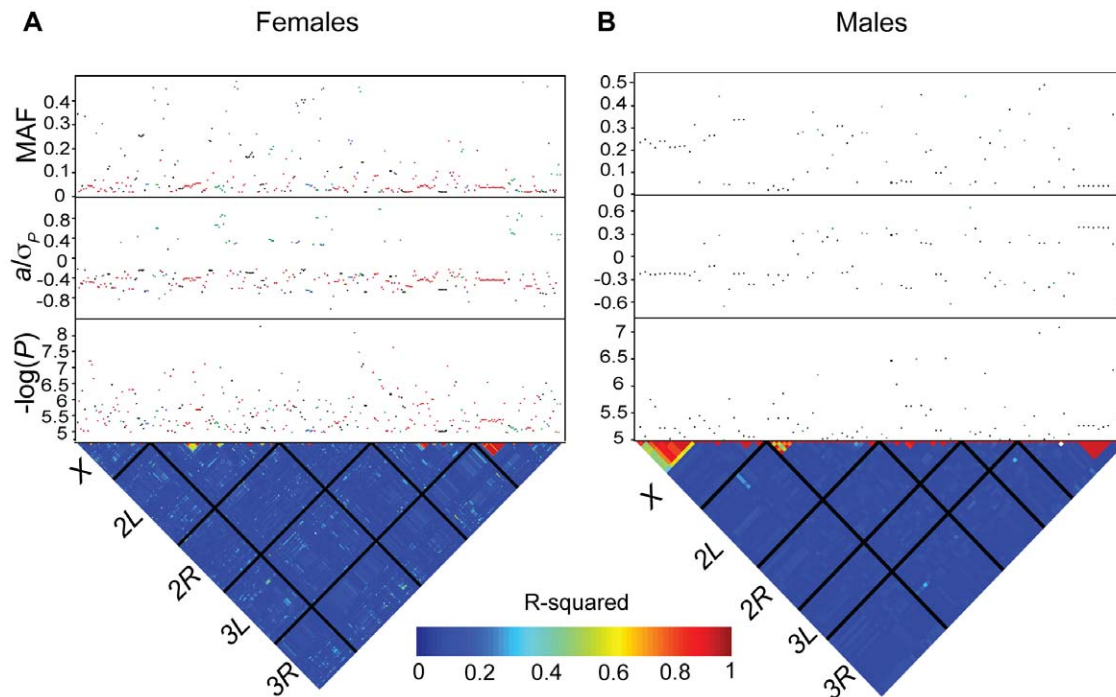 A Females
B Males
MAF
0.4
0.3
0.2
0.1
0
a/σP
0.8
0.4
0
-0.4
-0.8
-log(P)
8
7.5
7
6.5
6
5.5
5
0.5
0.4
0.3
0.2
0.1
0
0.6
0.3
0
-0.3
-0.6
7
6.5
6
5.5
5
X
2L
2R
3L
3R
X
2L
2R
3L
3R
R-squared
0 0.2 0.4 0.6 0.8 1